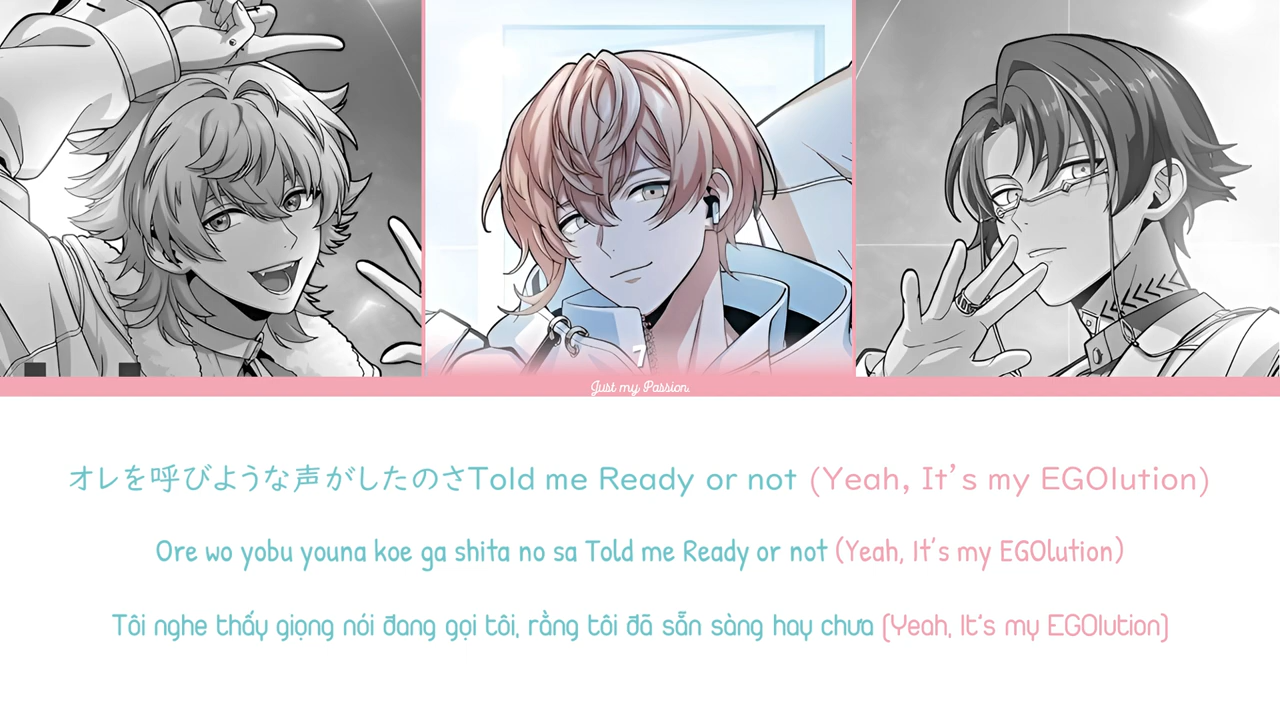 7
Just my Passion.
オレを呼びような声がしたのさTold me Ready or not (Yeah, It's my EGOlution)
Ore wo yobu youna koe ga shita no sa Told me Ready or not (Yeah, It's my EGOlution)
Tôi nghe thấy giọng nói đang gọi tôi, rằng tôi đã sẵn sàng hay chưa (Yeah, It's my EGOlution)